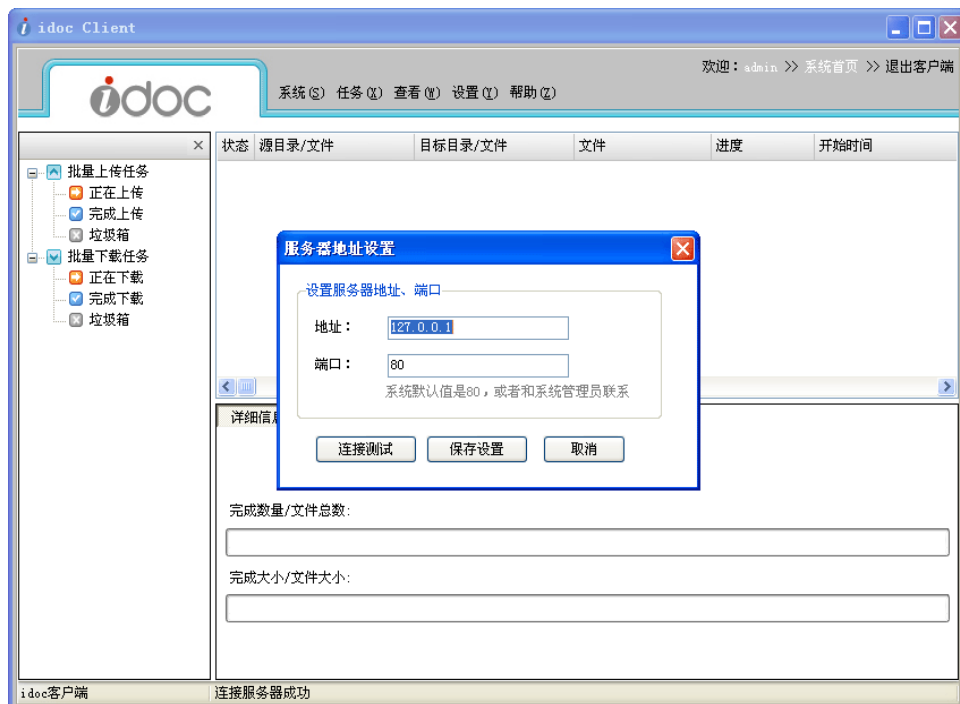 idoc Client
欢迎：admin >> 系统首页 >> 退出客户端
idoc
系统(S) 任务(X) 查看(W) 设置(Y) 帮助(Z)
状态 源目录/文件 目标目录/文件 文件 进度 开始时间
批量上传任务
正在上传
完成上传
垃圾箱
批量下载任务
正在下载
完成下载
垃圾箱
服务器地址设置
设置服务器地址、端口
地址： 127.0.0.1
端口： 80
系统默认值是80，或者和系统管理员联系
连接测试 保存设置 取消
详细信息
完成数量/文件总数:
完成大小/文件大小:
idoc客户端 连接服务器成功